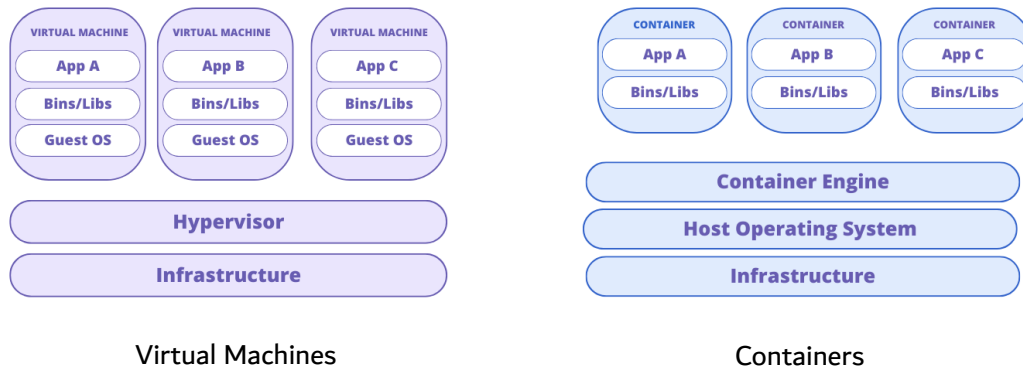 VIRTUAL MACHINE
App A
Bins/Libs
Guest OS
VIRTUAL MACHINE
App B
Bins/Libs
Guest OS
VIRTUAL MACHINE
App C
Bins/Libs
Guest OS
Hypervisor
Infrastructure
Virtual Machines
CONTAINER
App A
Bins/Libs
CONTAINER
App B
Bins/Libs
CONTAINER
App C
Bins/Libs
Container Engine
Host Operating System
Infrastructure
Containers